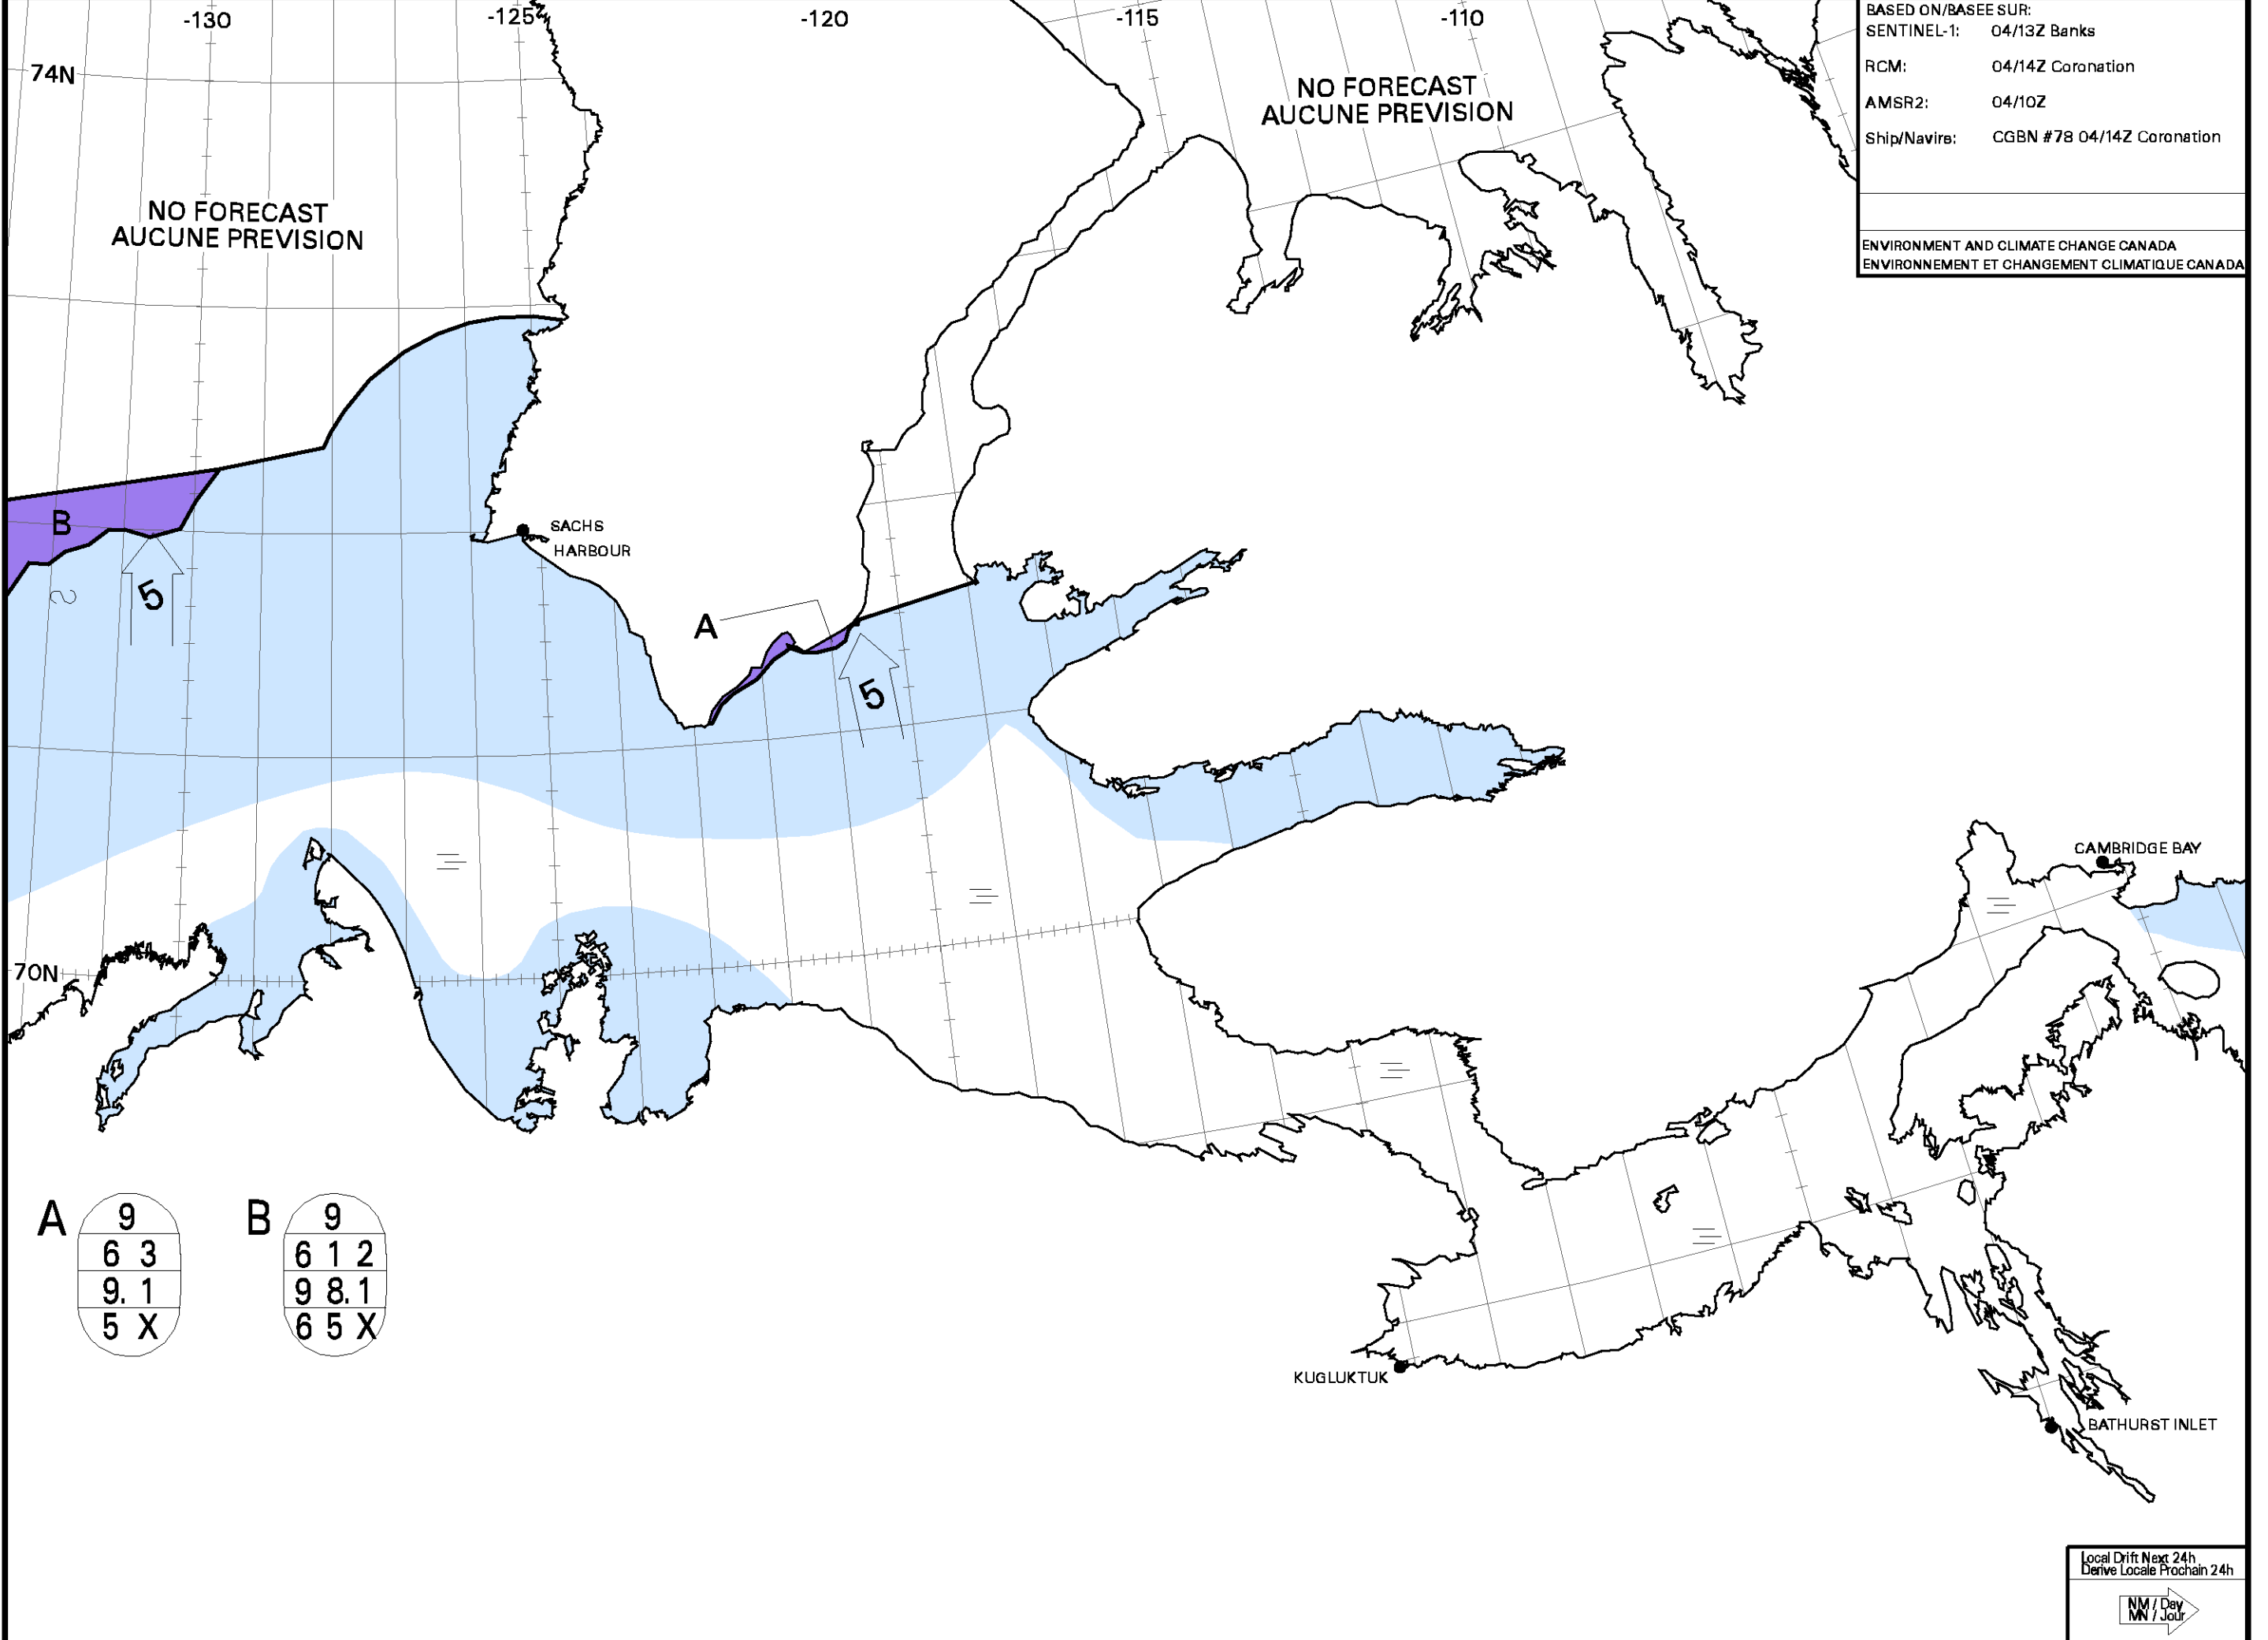 -130
-125
-120
-115
-110
74N
NO FORECAST
AUCUNE PREVISION
NO FORECAST
AUCUNE PREVISION
BASED ON/BASEE SUR:
SENTINEL-1: 04/13Z Banks
RCM: 04/14Z Coronation
AMSR2: 04/10Z
Ship/Navire: CGBN #78 04/14Z Coronation
ENVIRONMENT AND CLIMATE CHANGE CANADA
ENVIRONNEMENT ET CHANGEMENT CLIMATIQUE CANADA
B
SACHS
HARBOUR
2
5
A
5
CAMBRIDGE BAY
70N
A
9
6 3
9. 1
5 X
B
9
6 1 2
9 8. 1
6 5 X
KUGLUKTUK
BATHURST INLET
Local Drift Next 24h
Derive Locale Prochain 24h
NM / Day
MN / Jour